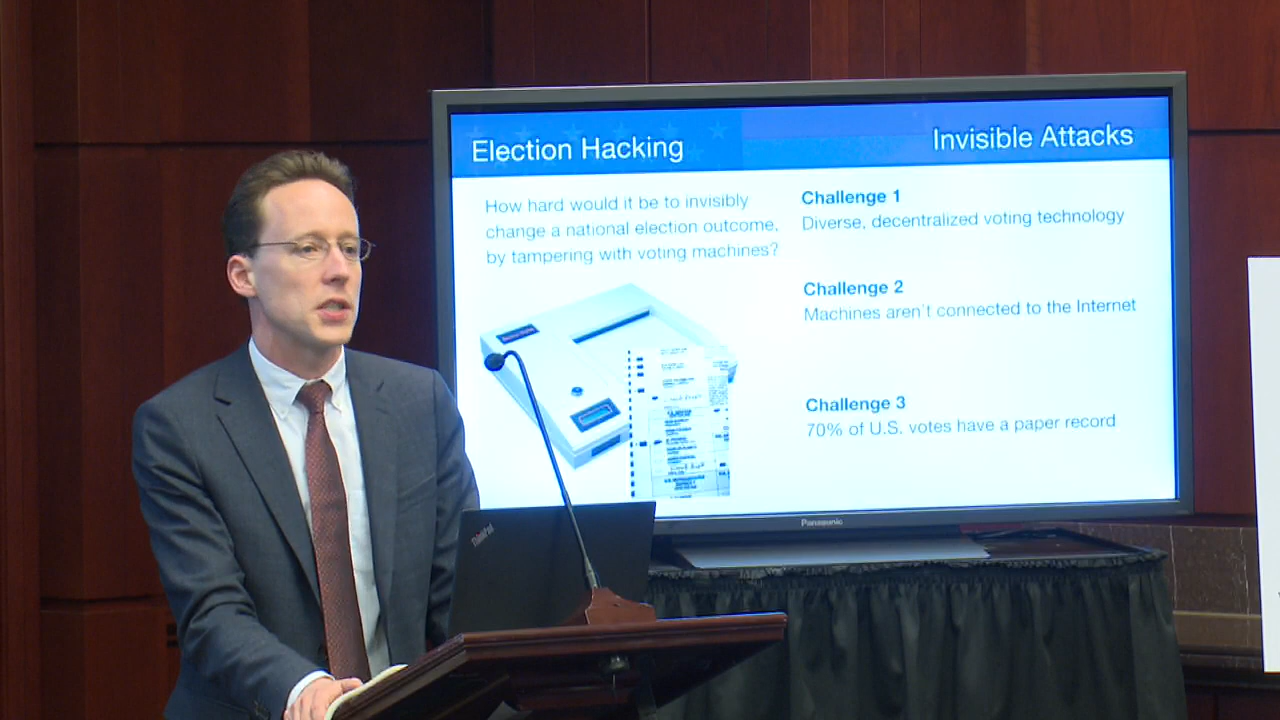 Election Hacking
Invisible Attacks
How hard would it be to invisibly
change a national election outcome,
by tampering with voting machines?
Challenge 1
Diverse, decentralized voting technology
Challenge 2
Machines aren't connected to the Internet
Challenge 3
70% of U.S. votes have a paper record
ThinkPad
Panasonic